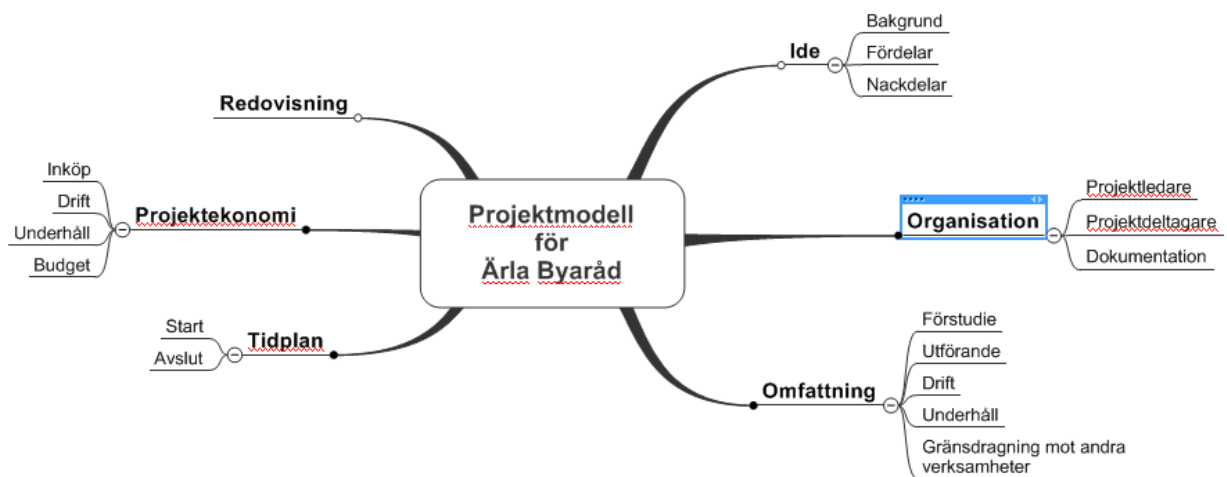 Projektmodell
för
Ärla Byaråd
Ide
Bakgrund
Fördelar
Nackdelar
Organisation
Projektledare
Projektdeltagare
Dokumentation
Omfattning
Förstudie
Utförande
Drift
Underhåll
Gränsdragning mot andra
verksamheter
Redovisning
Projektekonomi
Inköp
Drift
Underhåll
Budget
Tidplan
Start
Avslut